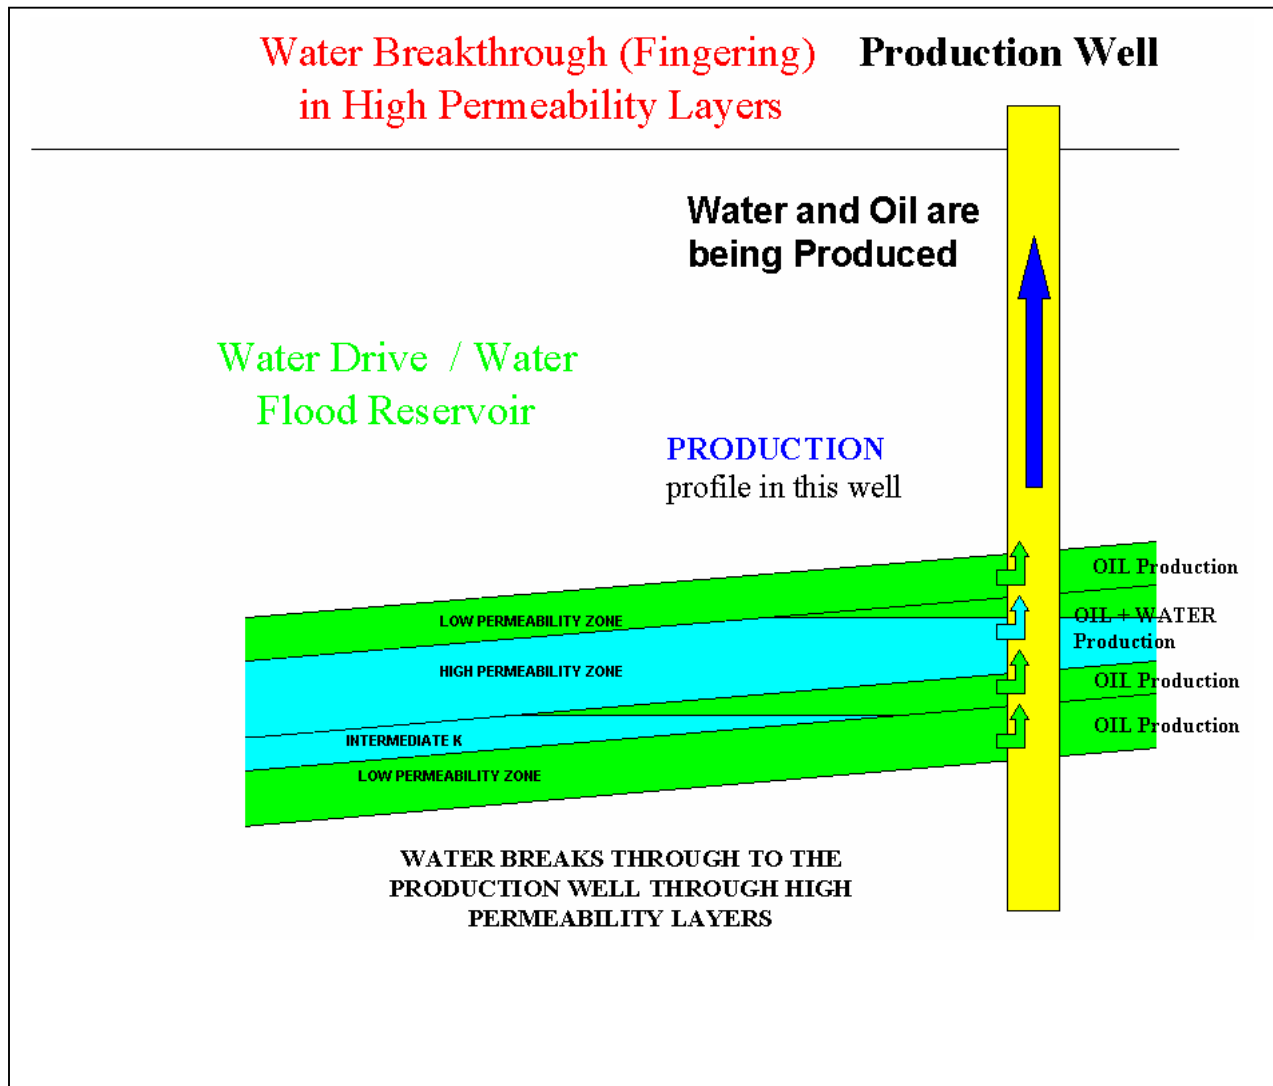 Water Breakthrough (Fingering)
in High Permeability Layers
Production Well
Water and Oil are
being Produced
Water Drive / Water
Flood Reservoir
PRODUCTION
profile in this well
OIL Production
LOW PERMEABILITY ZONE
OIL + WATER
Production
HIGH PERMEABILITY ZONE
OIL Production
OIL Production
INTERMEDIATE K
LOW PERMEABILITY ZONE
WATER BREAKS THROUGH TO THE
PRODUCTION WELL THROUGH HIGH
PERMEABILITY LAYERS